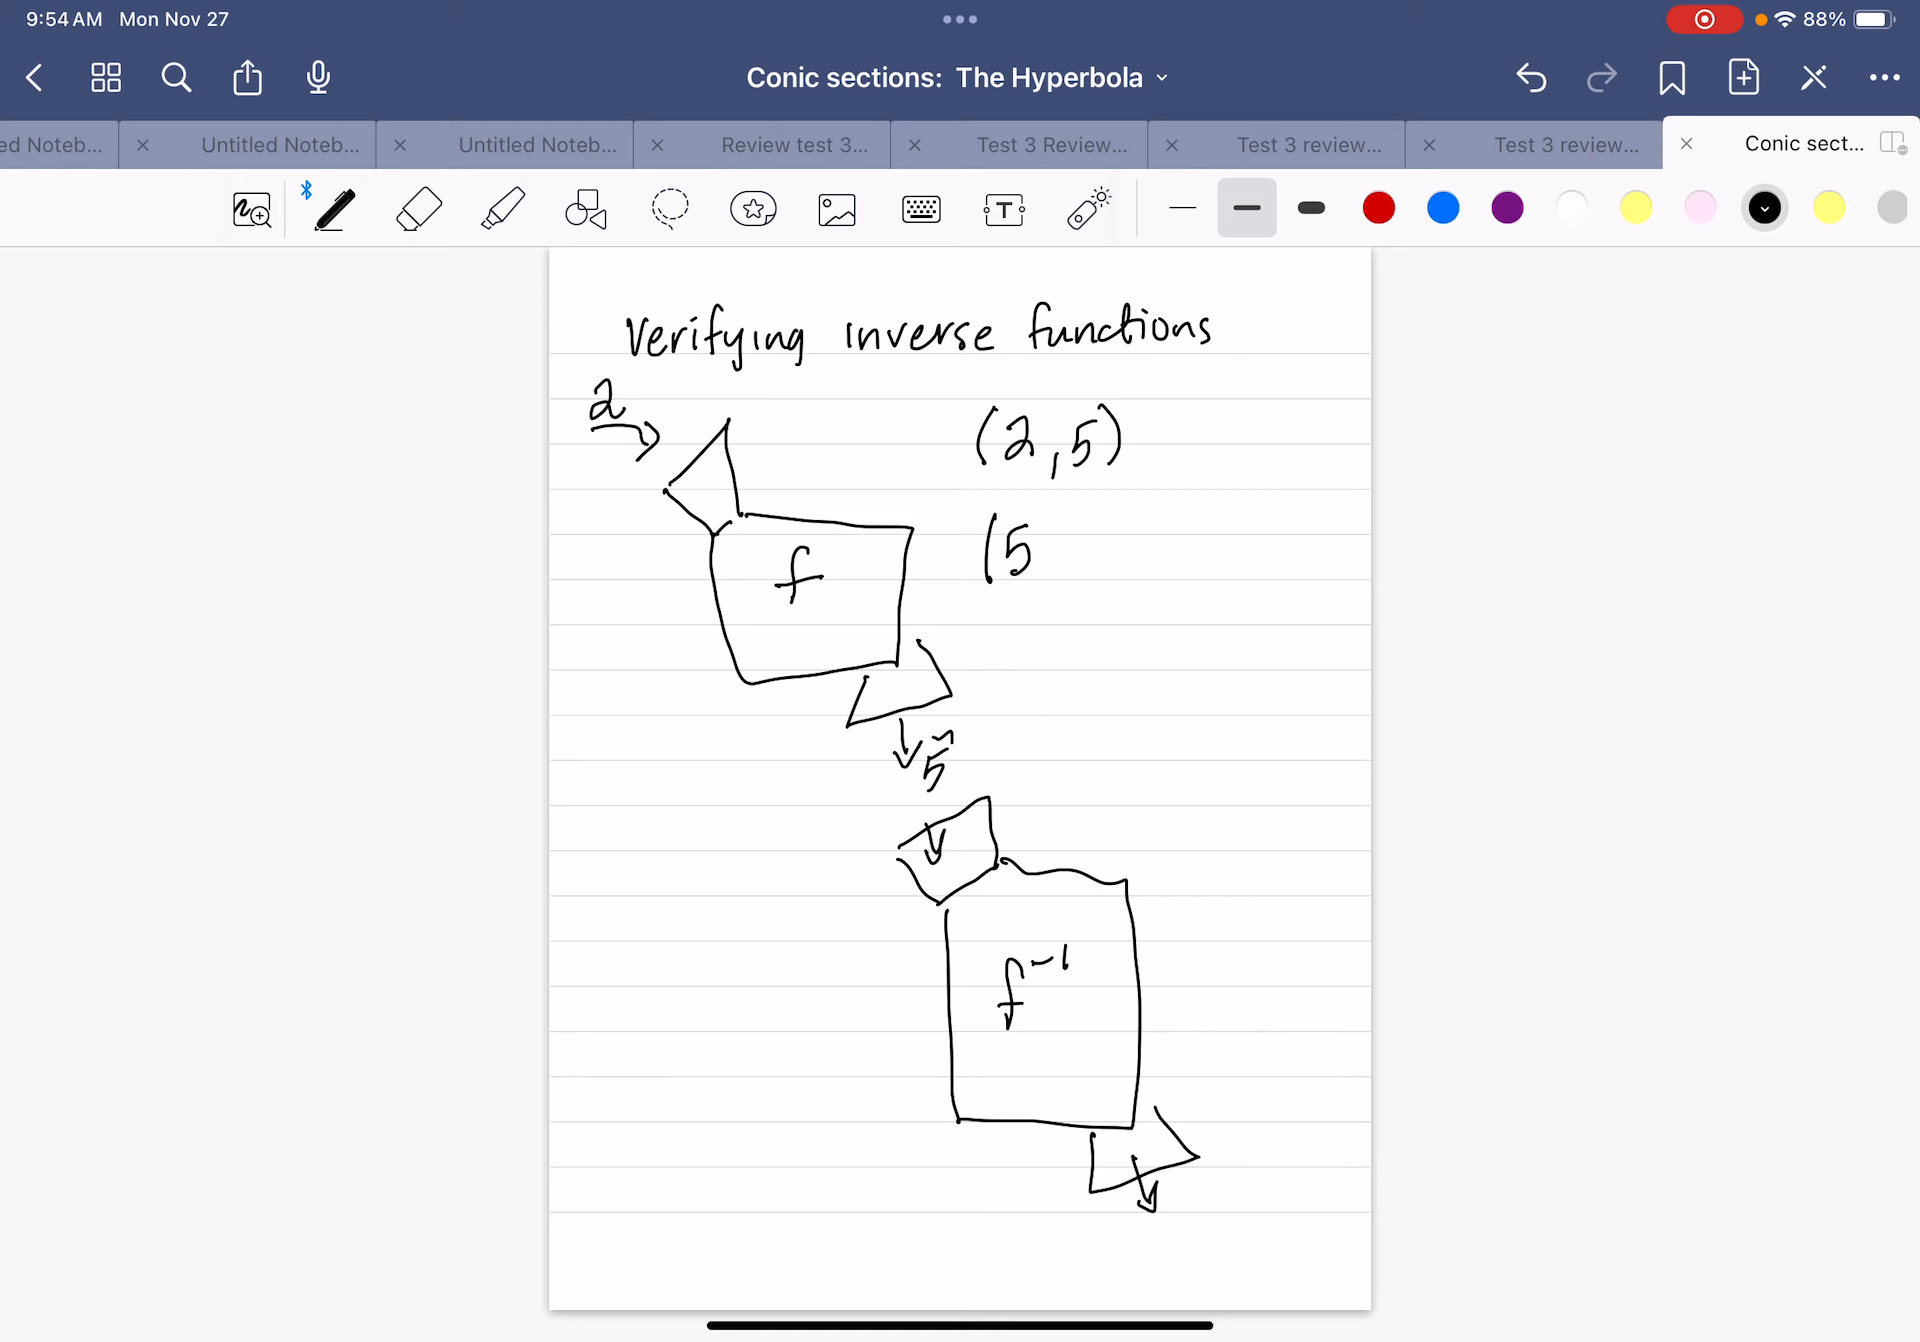 9:54 AM Mon Nov 27
88%
Conic sections: The Hyperbola
ed Noteb...
Untitled Noteb...
Untitled Noteb...
Review test 3...
Test 3 Review...
Test 3 review...
Test 3 review...
Conic sect...
T
Verifying inverse functions
2
(2,5)
f
(5
5
f⁻¹